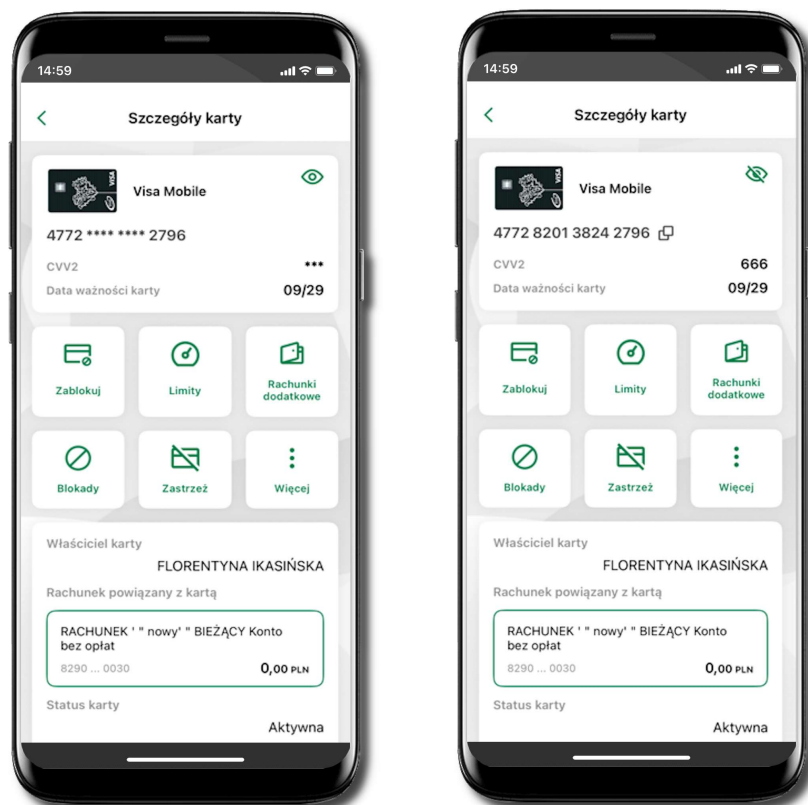 14:59
Szczegóły karty
VISA
Visa Mobile
4772 **** **** 2796
CVV2 ***
Data ważności karty 09/29
Zablokuj Limity Rachunki
dodatkowe
Blokady Zastrzeż Więcej
Właściciel karty
FLORENTYNA IKASIŃSKA
Rachunek powiązany z kartą
RACHUNEK ' " nowy' " BIEŻĄCY Konto
bez opłat
8290 ... 0030 0,00 PLN
Status karty
Aktywna
14:59
Szczegóły karty
VISA
Visa Mobile
4772 8201 3824 2796
CVV2 666
Data ważności karty 09/29
Zablokuj Limity Rachunki
dodatkowe
Blokady Zastrzeż Więcej
Właściciel karty
FLORENTYNA IKASIŃSKA
Rachunek powiązany z kartą
RACHUNEK ' " nowy' " BIEŻĄCY Konto
bez opłat
8290 ... 0030 0,00 PLN
Status karty
Aktywna